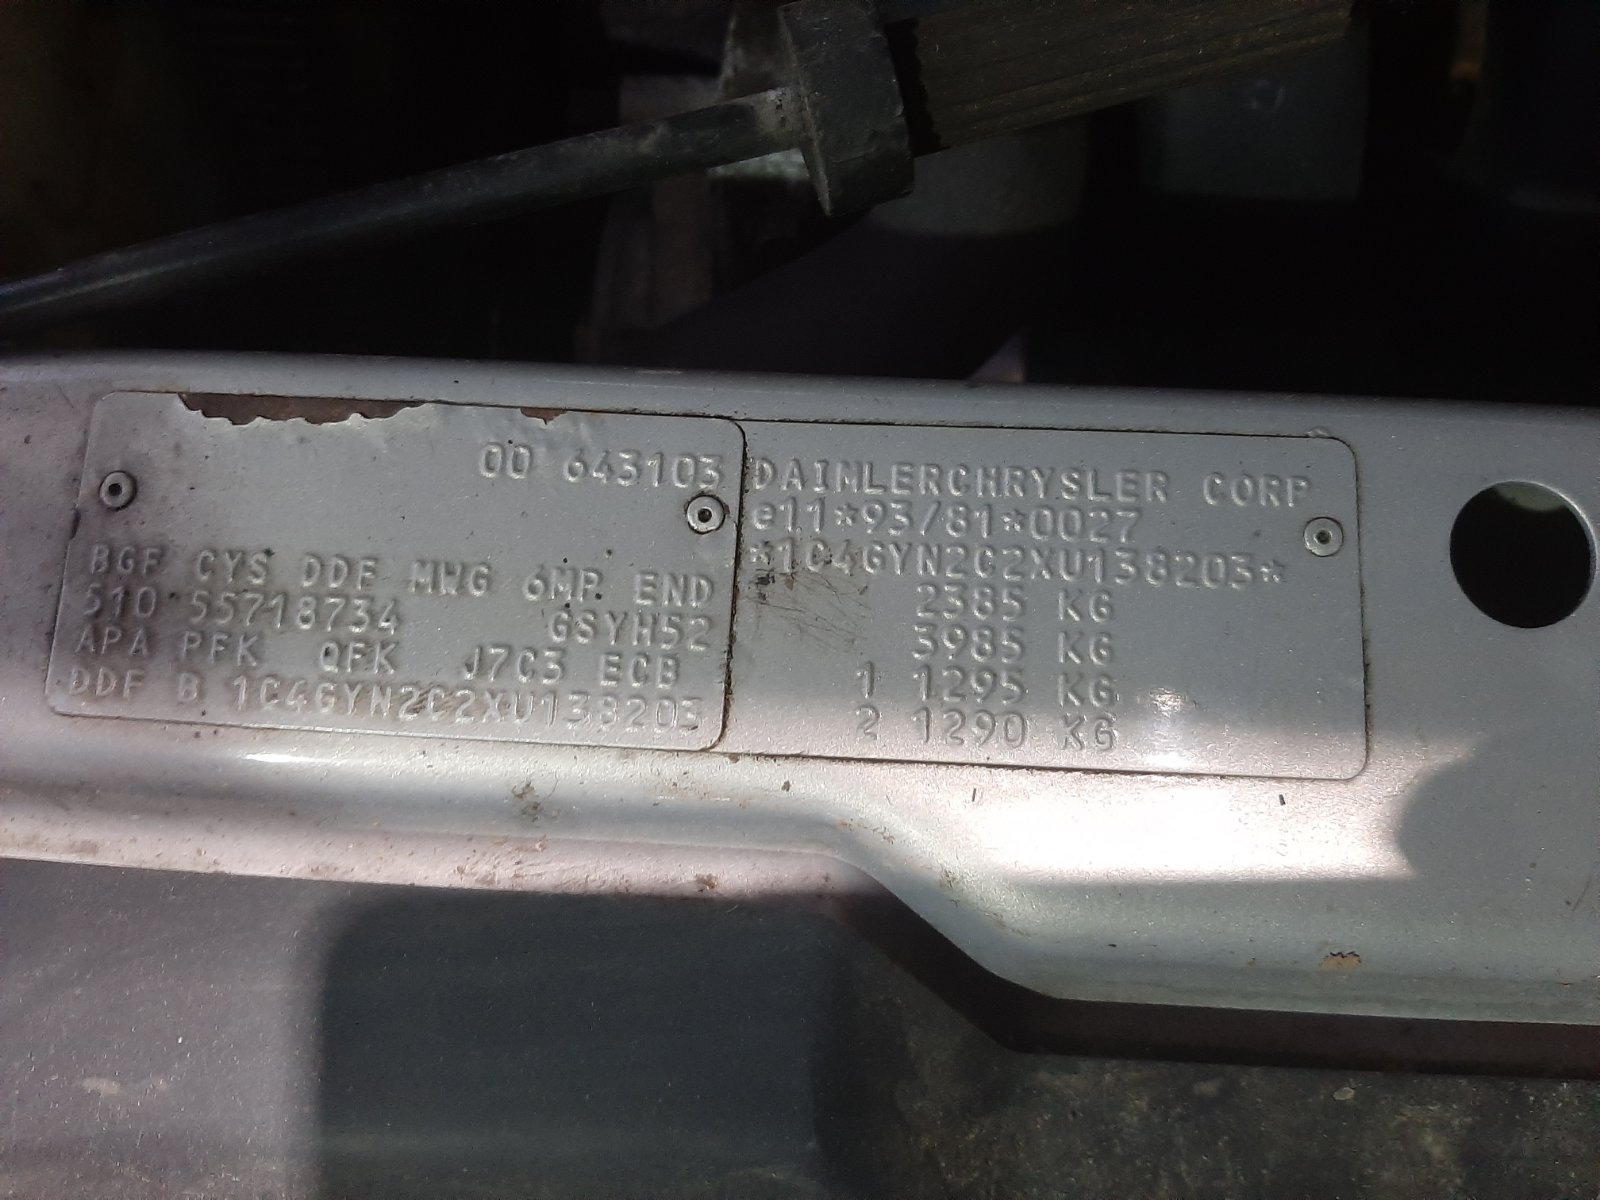 00 643103
BGF CYS DDF MWG 6MP END
510 55718734 GSYH52
APA PFK QFK J7C3 ECB
DDF B 1C4GYN2C2XU138203
DAIMLERCHRYSLER CORP
e11*93/81*0027
*1C4GYN2C2XU138203*
2385 KG
3985 KG
1 1295 KG
2 1290 KG